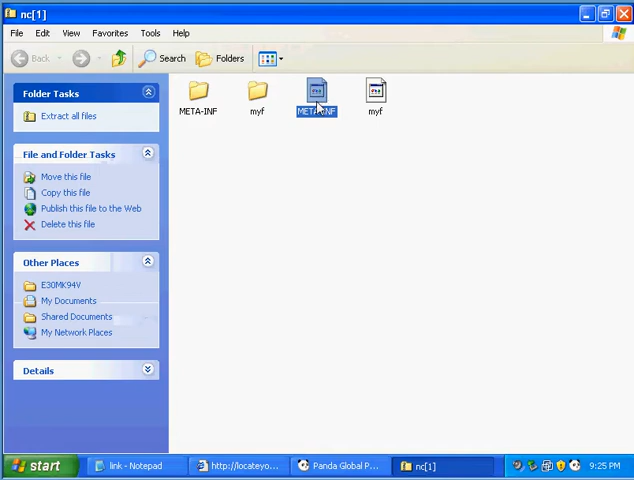 nc[1]
File Edit View Favorites Tools Help
Back Search Folders
Folder Tasks
Extract all files
File and Folder Tasks
Move this file
Copy this file
Publish this file to the Web
Delete this file
Other Places
E30MK94V
My Documents
Shared Documents
My Network Places
Details
META-INF myf META-INF myf
start link - Notepad http://locateyo... Panda Global P... nc[1] 9:25 PM